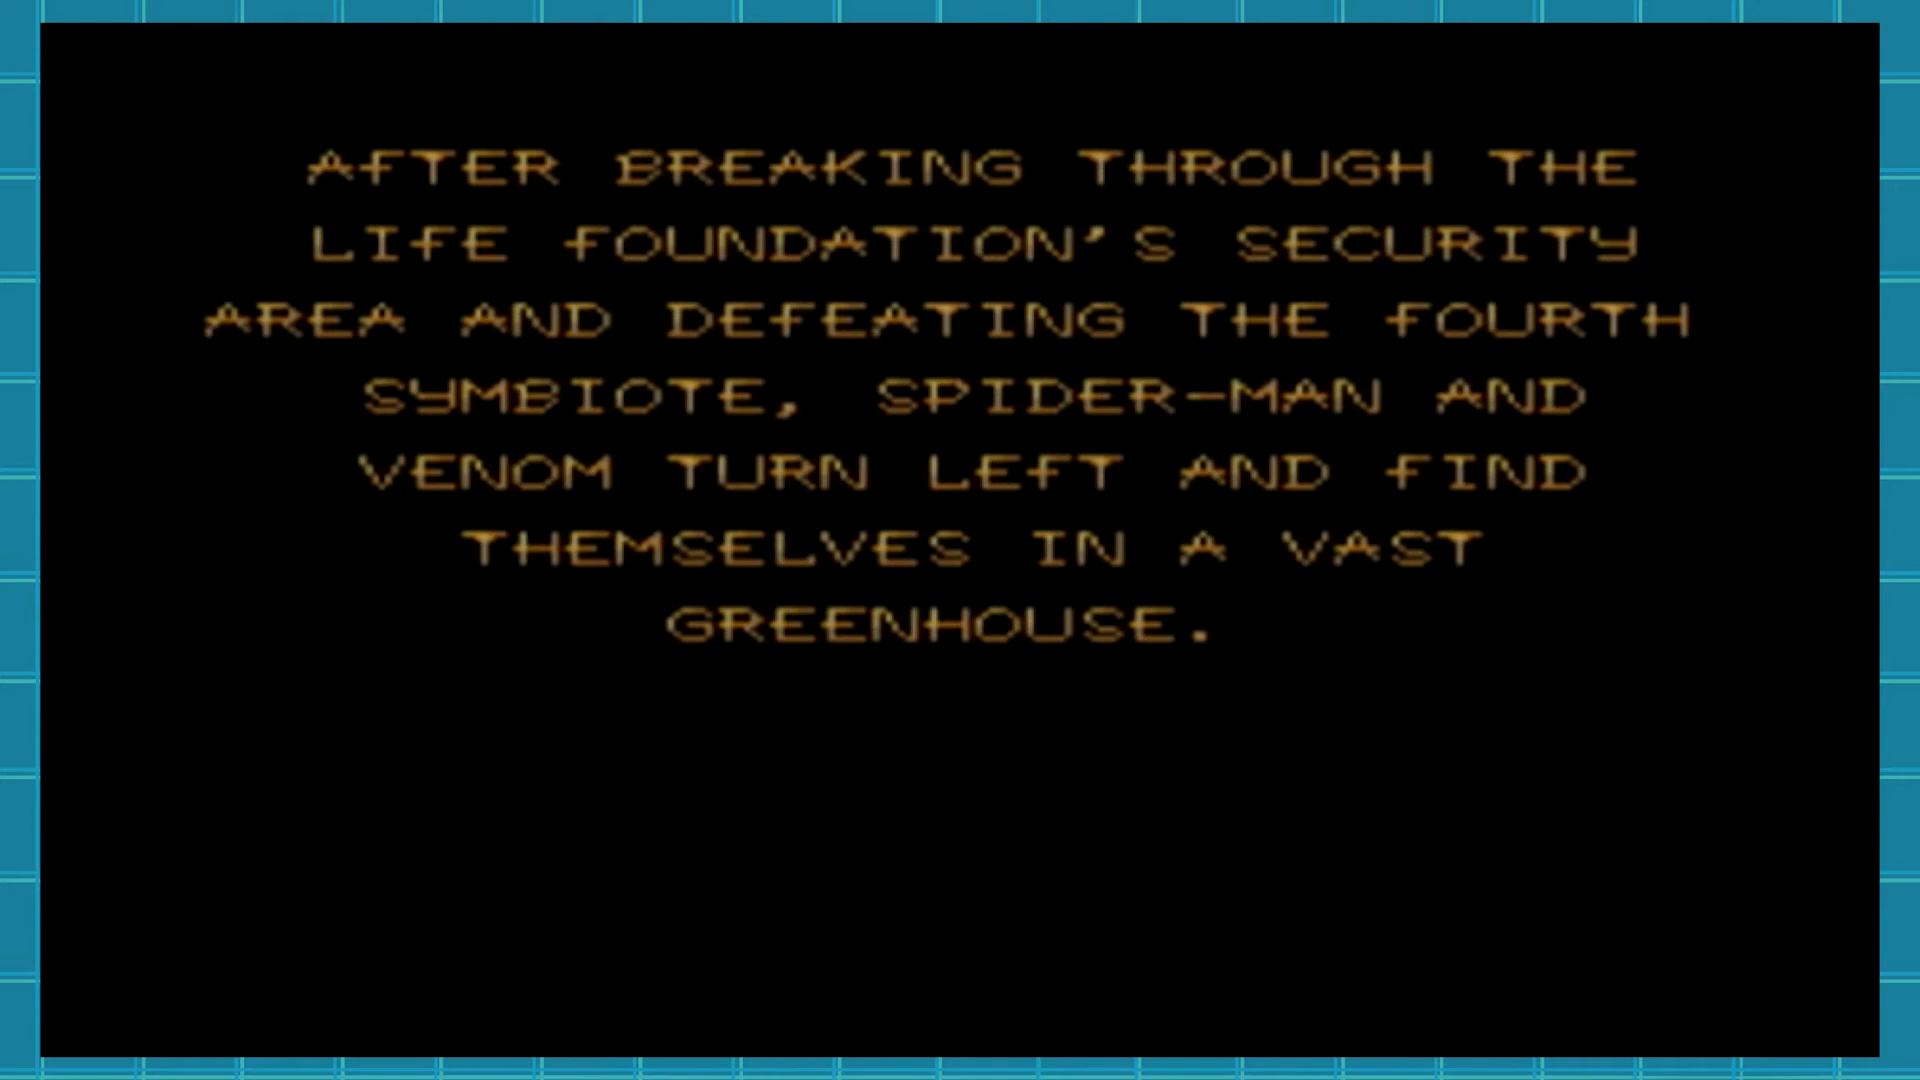 AFTER BREAKING THROUGH THE
LIFE FOUNDATION'S SECURITY
AREA AND DEFEATING THE FOURTH
SYMBIOTE, SPIDER-MAN AND
VENOM TURN LEFT AND FIND
THEMSELVES IN A VAST
GREENHOUSE.